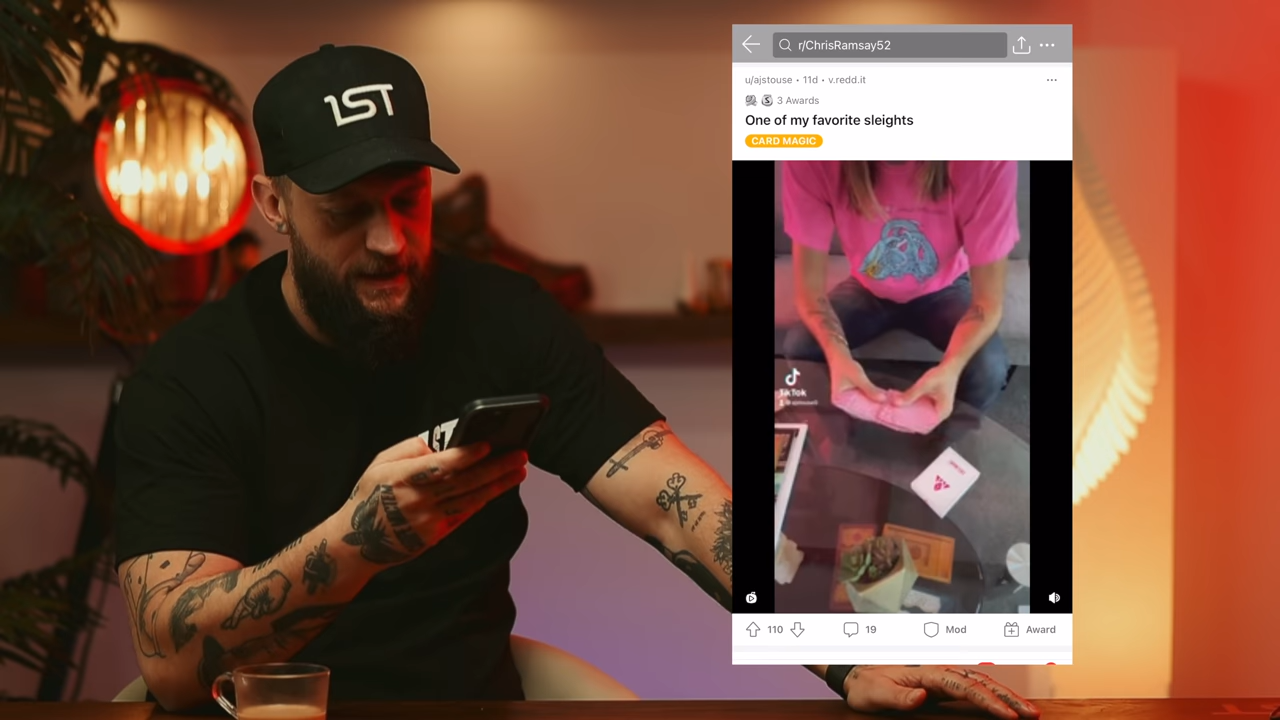 1ST
r/ChrisRamsay52
u/ajstouse • 11d • v.redd.it
3 Awards
One of my favorite sleights
CARD MAGIC
TikTok
110
19
Mod
Award